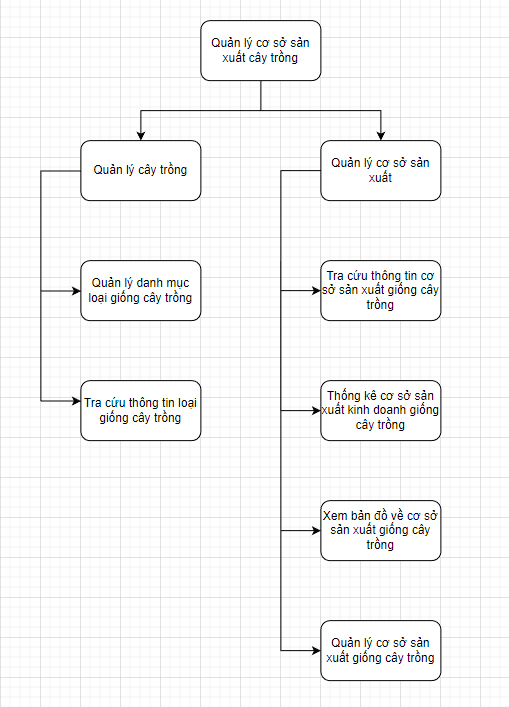 Quản lý cơ sở sản
xuất cây trồng
Quản lý cây trồng
Quản lý cơ sở sản
xuất
Quản lý danh mục
loại giống cây trồng
Tra cứu thông tin cơ
sở sản xuất giống cây
trồng
Tra cứu thông tin loại
giống cây trồng
Thống kê cơ sở sản
xuất kinh doanh giống
cây trồng
Xem bản đồ về cơ sở
sản xuất giống cây
trồng
Quản lý cơ sở sản
xuất giống cây trồng